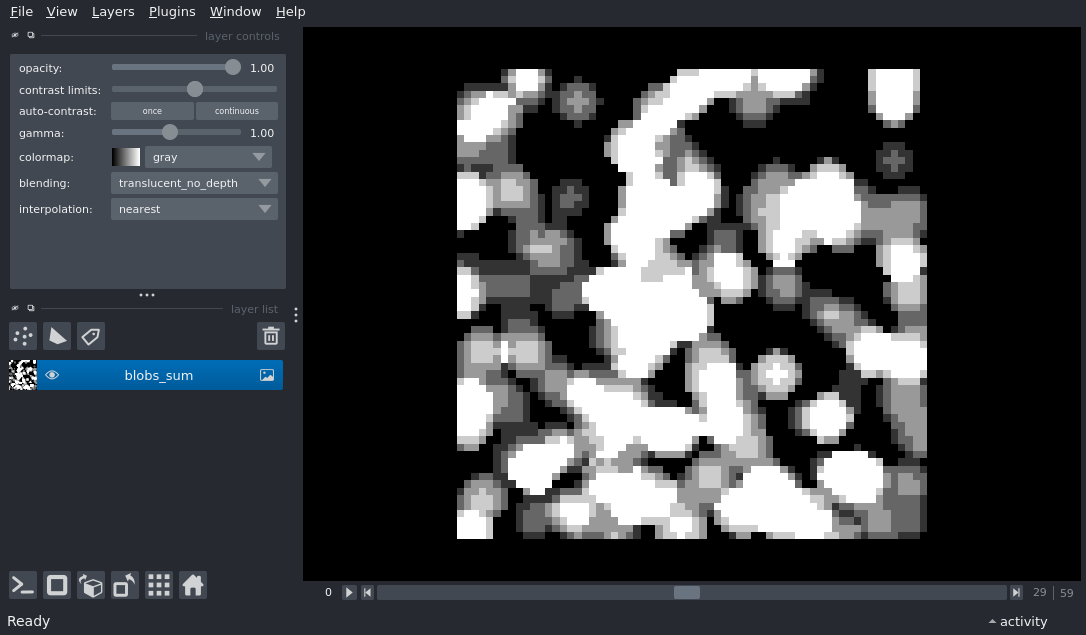 File View Layers Plugins Window Help
layer controls
opacity: 1.00
contrast limits:
auto-contrast: once continuous
gamma: 1.00
colormap: gray
blending: translucent_no_depth
interpolation: nearest
layer list
blobs_sum
0 29 59
Ready activity